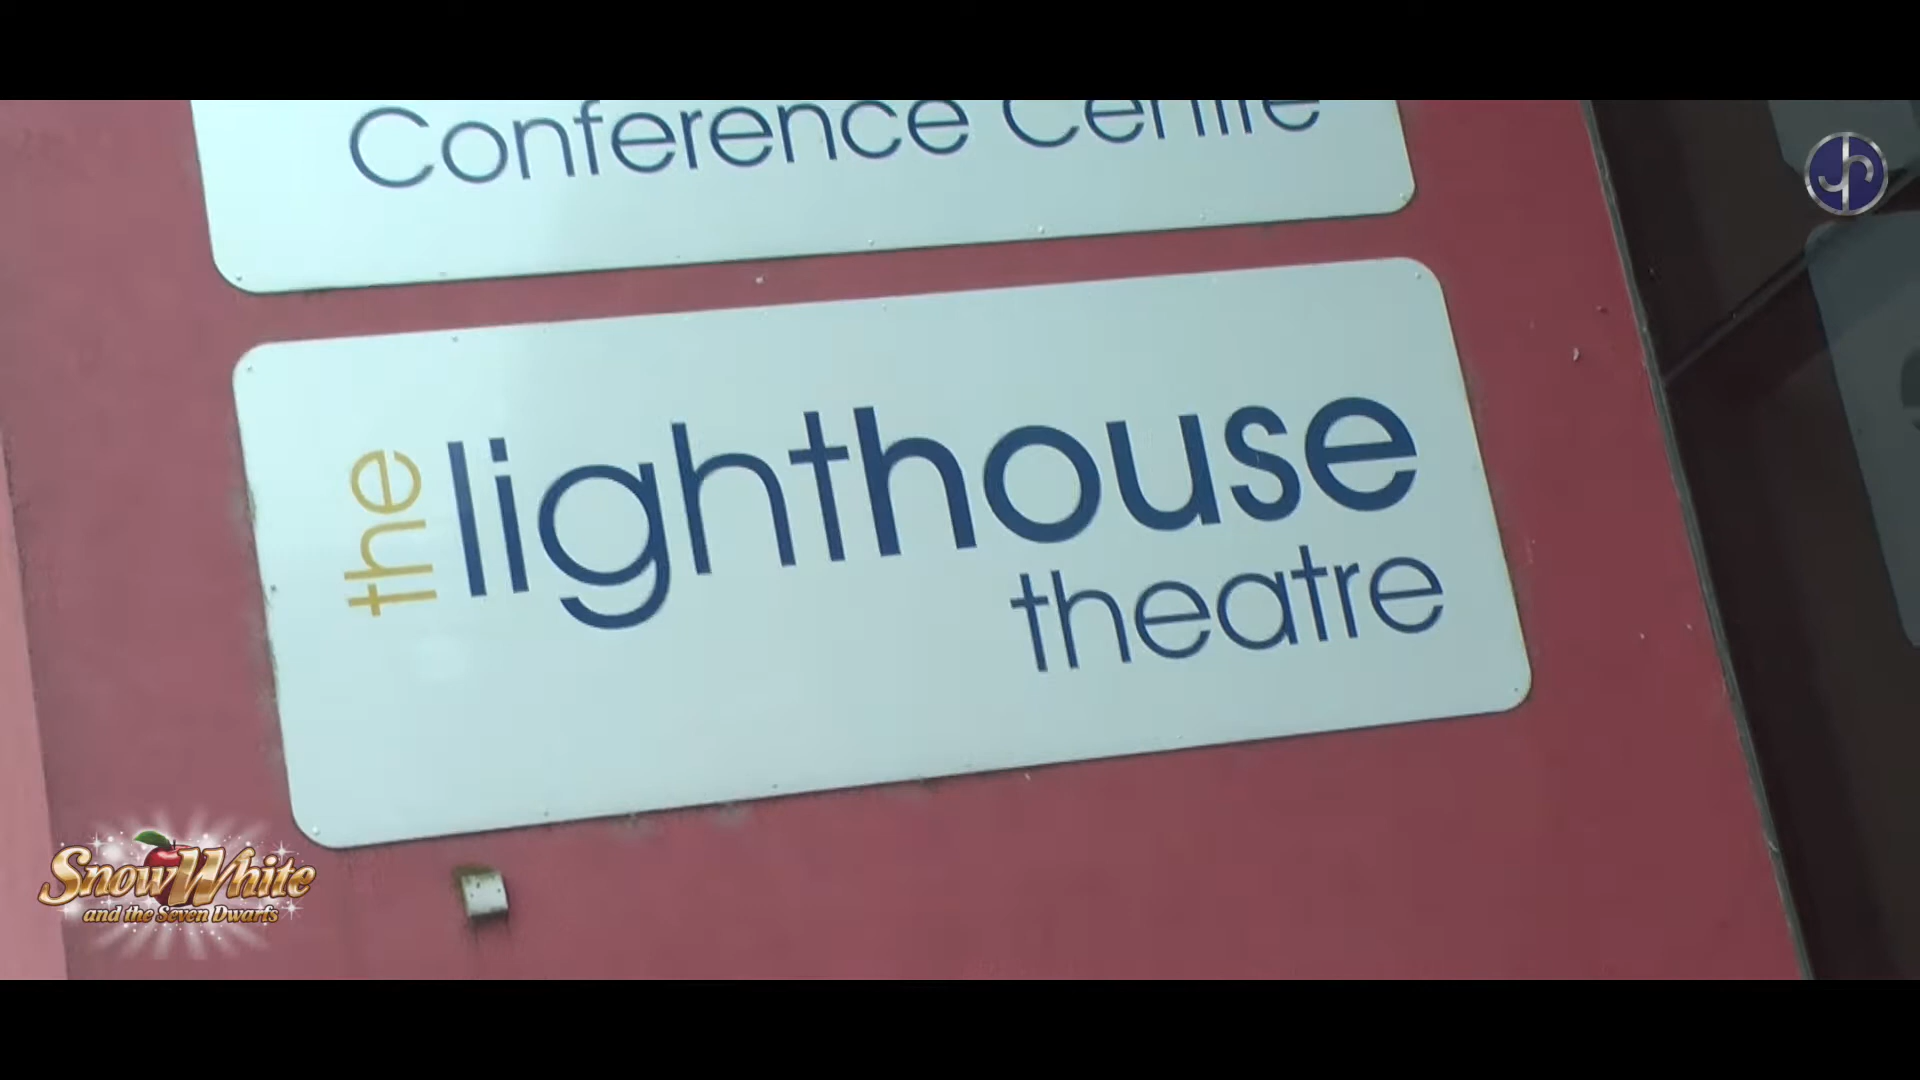 Conference Centre
the lighthouse
theatre
Snow White
and the Seven Dwarfs